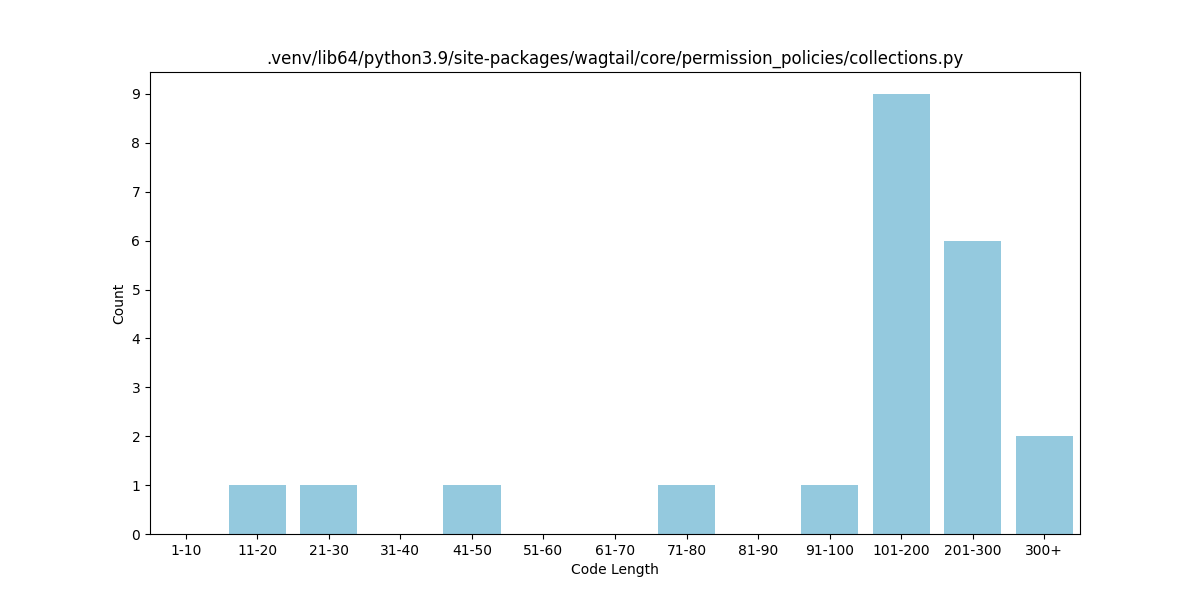 .venv/lib64/python3.9/site-packages/wagtail/core/permission_policies/collections.py
9
8
7
6
5
4
3
2
1
0
Count
1-10 11-20 21-30 31-40 41-50 51-60 61-70 71-80 81-90 91-100 101-200 201-300 300+
Code Length